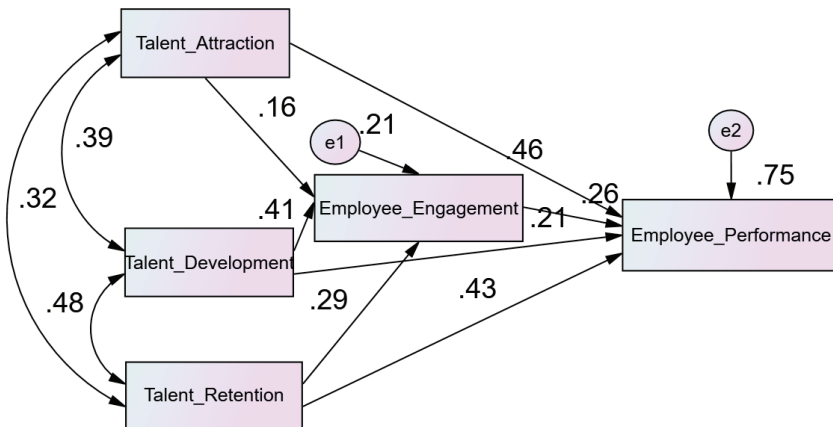 Talent_Attraction
.16
.21
e1
e2
.39
.46
.75
.32
.41
Employee_Engagement
.26
.21
Employee_Performance
Talent_Development
.48
.29
.43
Talent_Retention